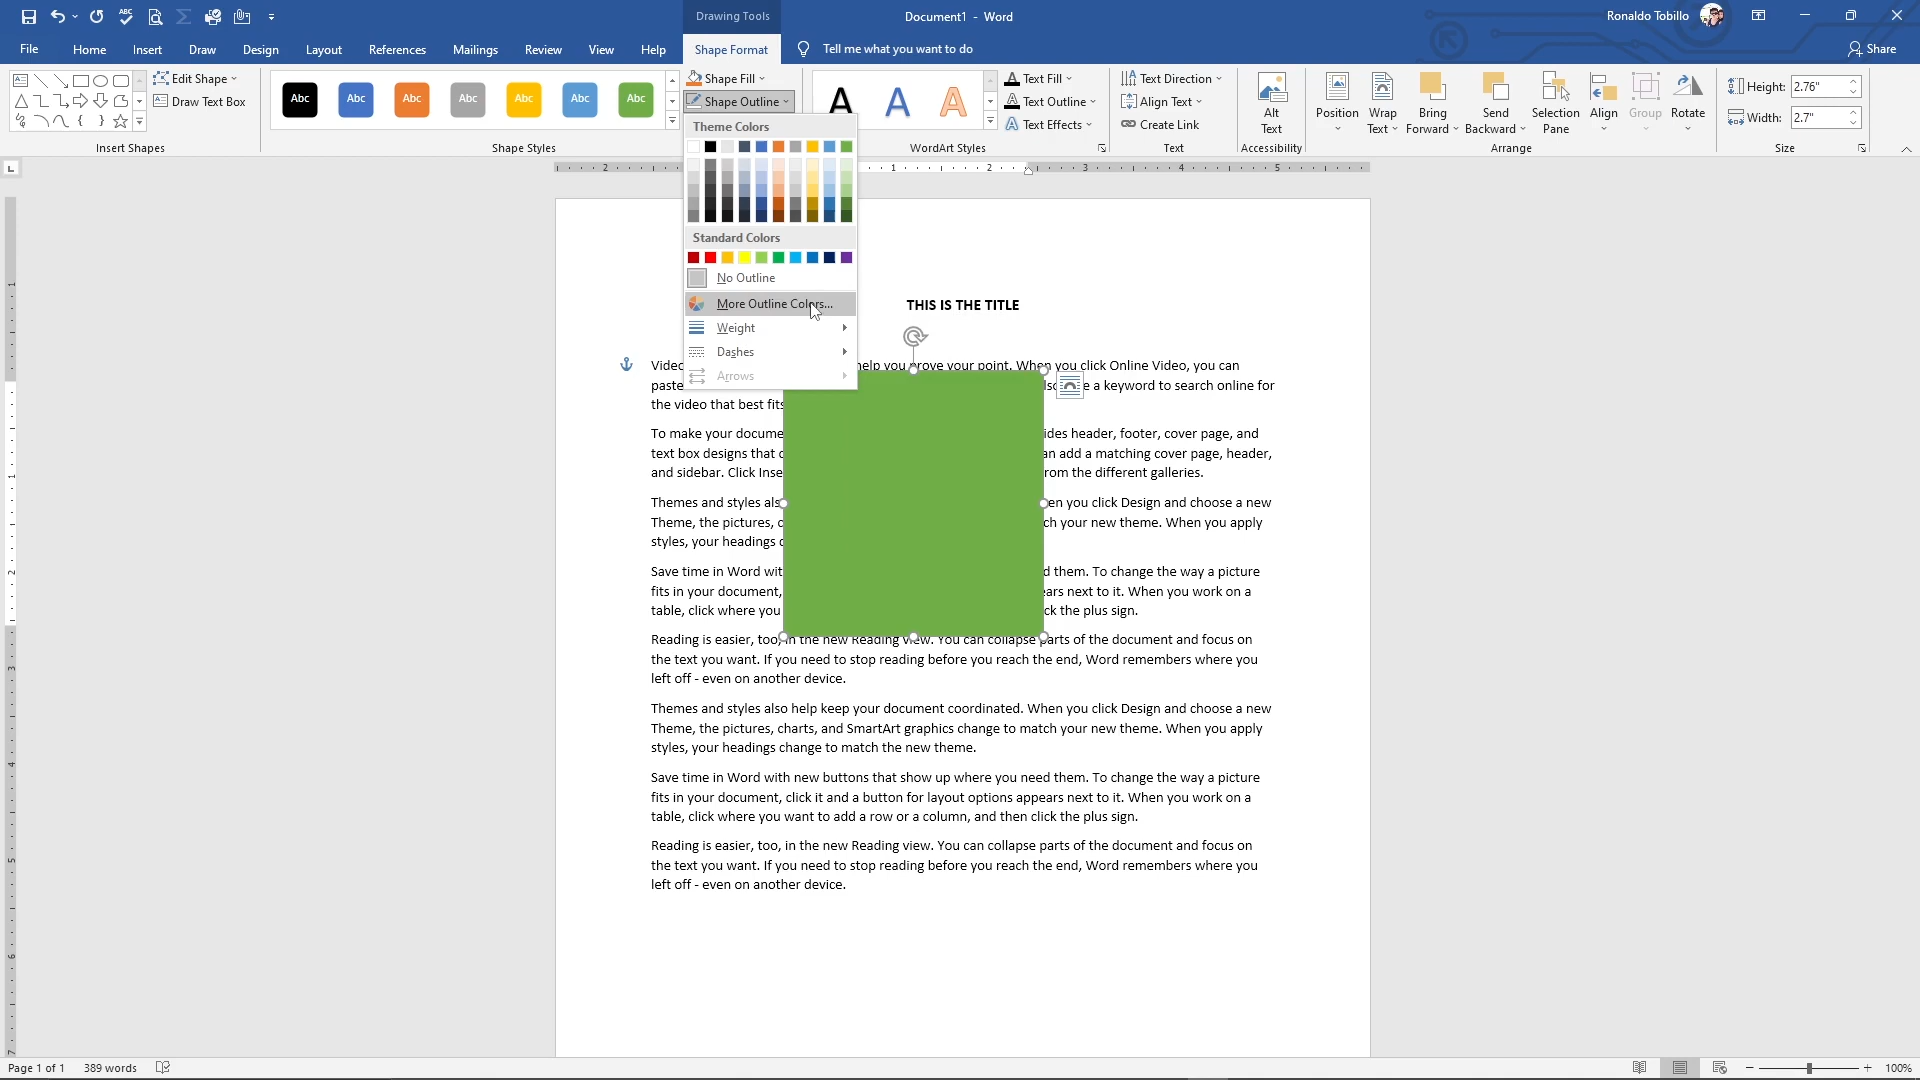 Drawing Tools
Document1 - Word
Ronaldo Tobillo
File
Home
Insert
Draw
Design
Layout
References
Mailings
Review
View
Help
Shape Format
Tell me what you want to do
Share
Edit Shape
Draw Text Box
Insert Shapes
Abc
Abc
Abc
Abc
Abc
Abc
Abc
Shape Styles
Shape Fill
Shape Outline
A
A
A
WordArt Styles
Text Fill
Text Outline
Text Effects
Text Direction
Align Text
Create Link
Text
Alt
Text
Accessibility
Position
Wrap
Text
Bring
Forward
Send
Backward
Selection
Pane
Align
Group
Rotate
Arrange
Height: 2.76"
Width: 2.7"
Size
Theme Colors
Standard Colors
No Outline
More Outline Colors...
Weight
Dashes
Arrows
THIS IS THE TITLE
Video help you prove your point. When you click Online Video, you can
paste e a keyword to search online for
the video that best fits
To make your docume ides header, footer, cover page, and
text box designs that c an add a matching cover page, header,
and sidebar. Click Inse rom the different galleries.
Themes and styles als en you click Design and choose a new
Theme, the pictures, c ch your new theme. When you apply
styles, your headings c
Save time in Word wit d them. To change the way a picture
fits in your document, ears next to it. When you work on a
table, click where you ck the plus sign.
Reading is easier, too, in the new Reading view. You can collapse parts of the document and focus on
the text you want. If you need to stop reading before you reach the end, Word remembers where you
left off - even on another device.
Themes and styles also help keep your document coordinated. When you click Design and choose a new
Theme, the pictures, charts, and SmartArt graphics change to match your new theme. When you apply
styles, your headings change to match the new theme.
Save time in Word with new buttons that show up where you need them. To change the way a picture
fits in your document, click it and a button for layout options appears next to it. When you work on a
table, click where you want to add a row or a column, and then click the plus sign.
Reading is easier, too, in the new Reading view. You can collapse parts of the document and focus on
the text you want. If you need to stop reading before you reach the end, Word remembers where you
left off - even on another device.
Page 1 of 1
389 words
100%